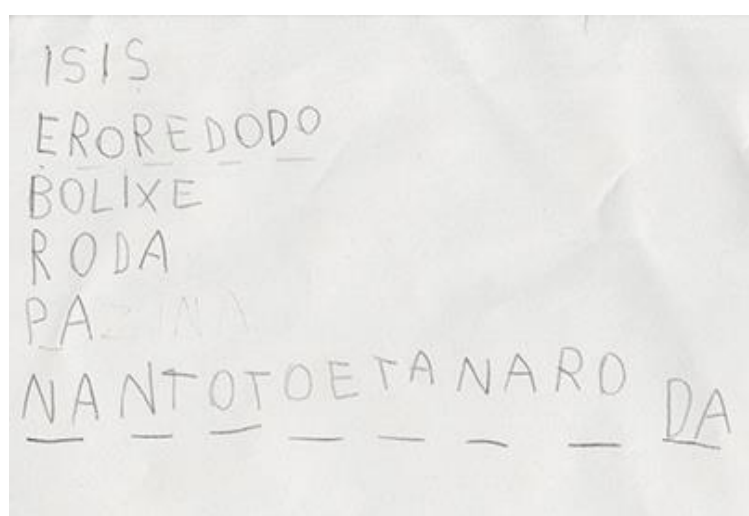 ISIS
EROREDODO
BOLIXE
RODA
PA
NANTOTOETANARO DA